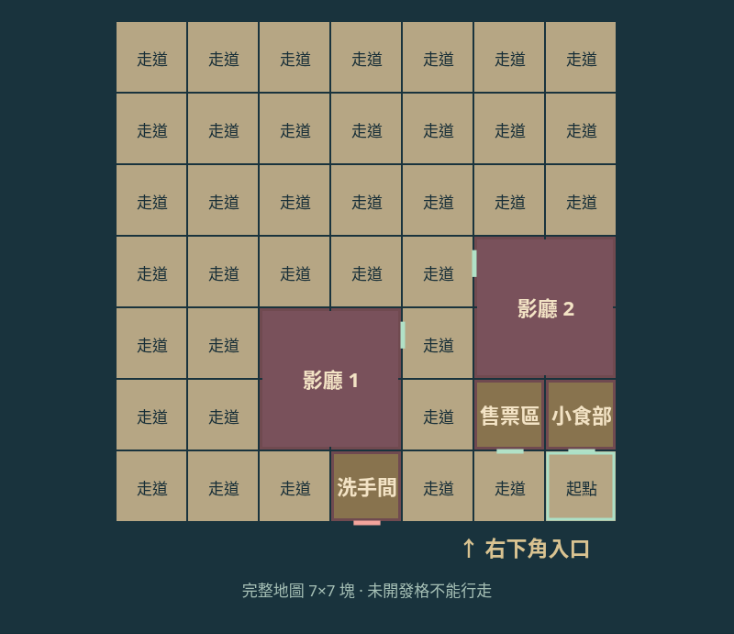 走道 走道 走道 走道 走道 走道 走道
走道 走道 走道 走道 走道 走道 走道
走道 走道 走道 走道 走道 走道 走道
走道 走道 走道 走道 走道
影廳 2
走道 走道 走道
影廳 1
走道 走道 走道 售票區 小食部
走道 走道 走道 洗手間 走道 走道 起點
↑ 右下角入口
完整地圖 7×7 塊 · 未開發格不能行走